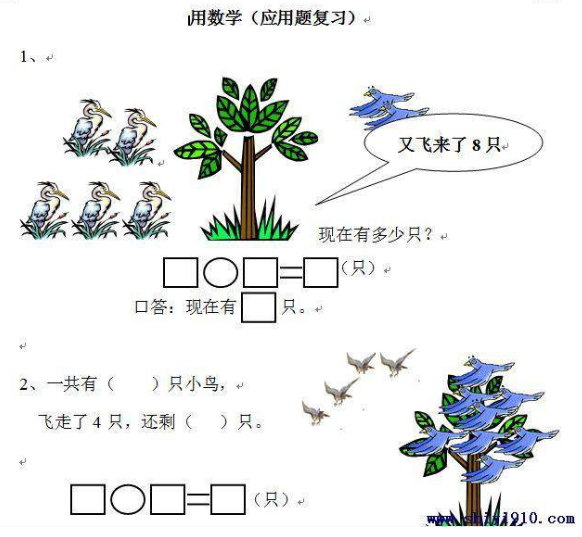 用数学（应用题复习）
1、
又飞来了8只
现在有多少只？
□○□=□（只）
口答：现在有□只。
2、一共有（  ）只小鸟，
飞走了4只，还剩（  ）只。
□○□=□（只）
www.shiyi910.com